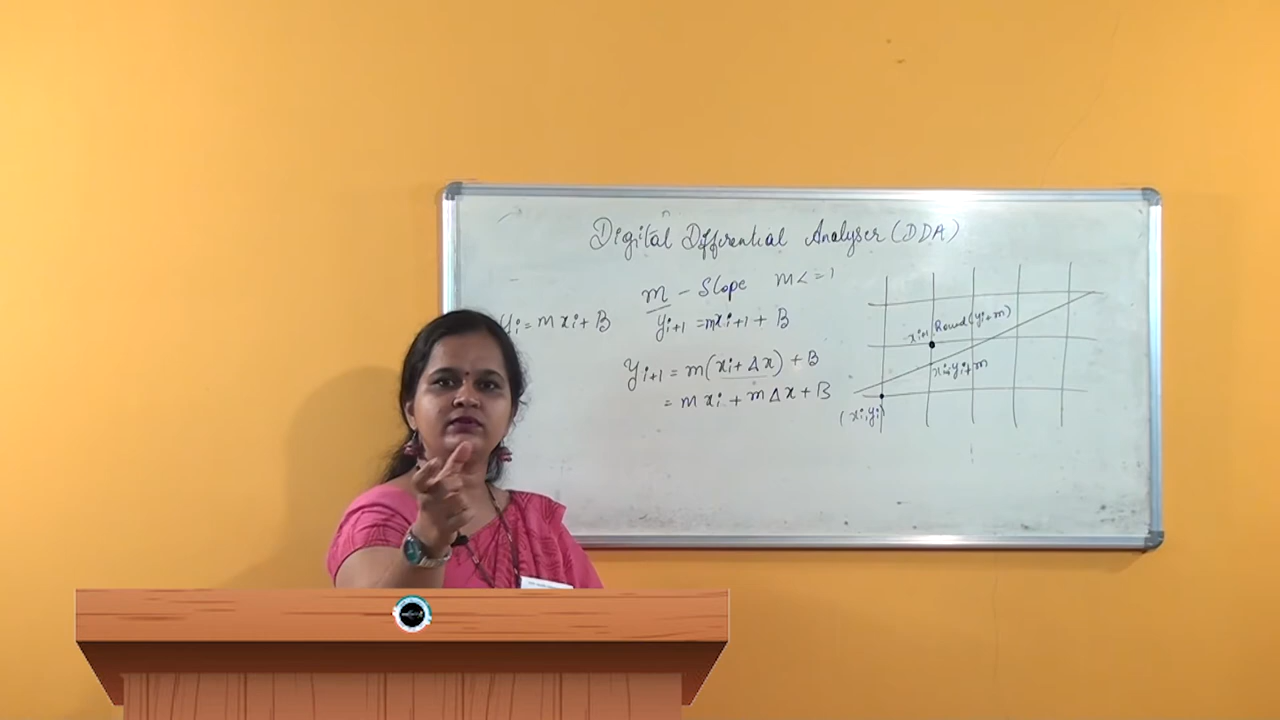 Digital Differential Analyser (DDA)
m - Slope m<=1
yi = mxi + B
yi+1 = mxi+1 + B
yi+1 = m(xi + Δx) + B
= mxi + mΔx + B
xi+1 Round(yi+m)
xi, yi+m
(xi, yi)